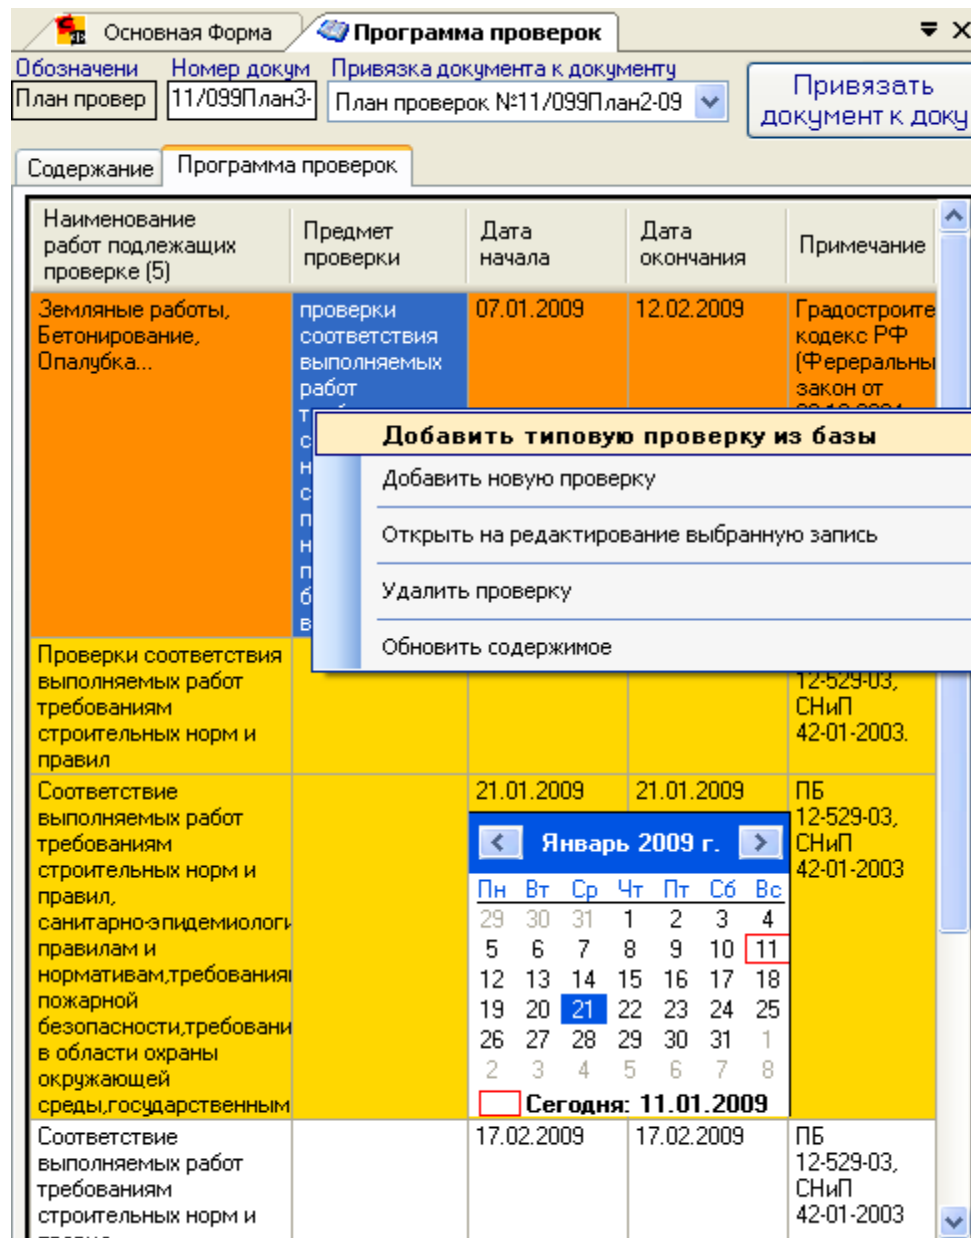 Основная Форма
Программа проверок
Обозначени
Номер докум
Привязка документа к документу
План провер
11/099План3-
План проверок №11/099План2-09
Привязать
документ к доку
Содержание
Программа проверок
Наименование
работ подлежащих
проверке (5)
Предмет
проверки
Дата
начала
Дата
окончания
Примечание
Земляные работы,
Бетонирование,
Опалубка...
проверки
соответствия
выполняемых
работ
07.01.2009
12.02.2009
Градостроите
кодекс РФ
(Фереральны
закон от
Добавить типовую проверку из базы
Добавить новую проверку
Открыть на редактирование выбранную запись
Удалить проверку
Обновить содержимое
Проверки соответствия
выполняемых работ
требованиям
строительных норм и
правил
12-529-03,
СНиП
42-01-2003.
Соответствие
выполняемых работ
требованиям
строительных норм и
правил,
санитарно-эпидемиологи
правилам и
нормативам,требования
пожарной
безопасности,требовани
в области охраны
окружающей
среды,государственным
21.01.2009
21.01.2009
ПБ
12-529-03,
СНиП
42-01-2003
Январь 2009 г.
Пн Вт Ср Чт Пт Сб Вс
29 30 31 1 2 3 4
5 6 7 8 9 10 11
12 13 14 15 16 17 18
19 20 21 22 23 24 25
26 27 28 29 30 31 1
2 3 4 5 6 7 8
Сегодня: 11.01.2009
Соответствие
выполняемых работ
требованиям
строительных норм и
17.02.2009
17.02.2009
ПБ
12-529-03,
СНиП
42-01-2003